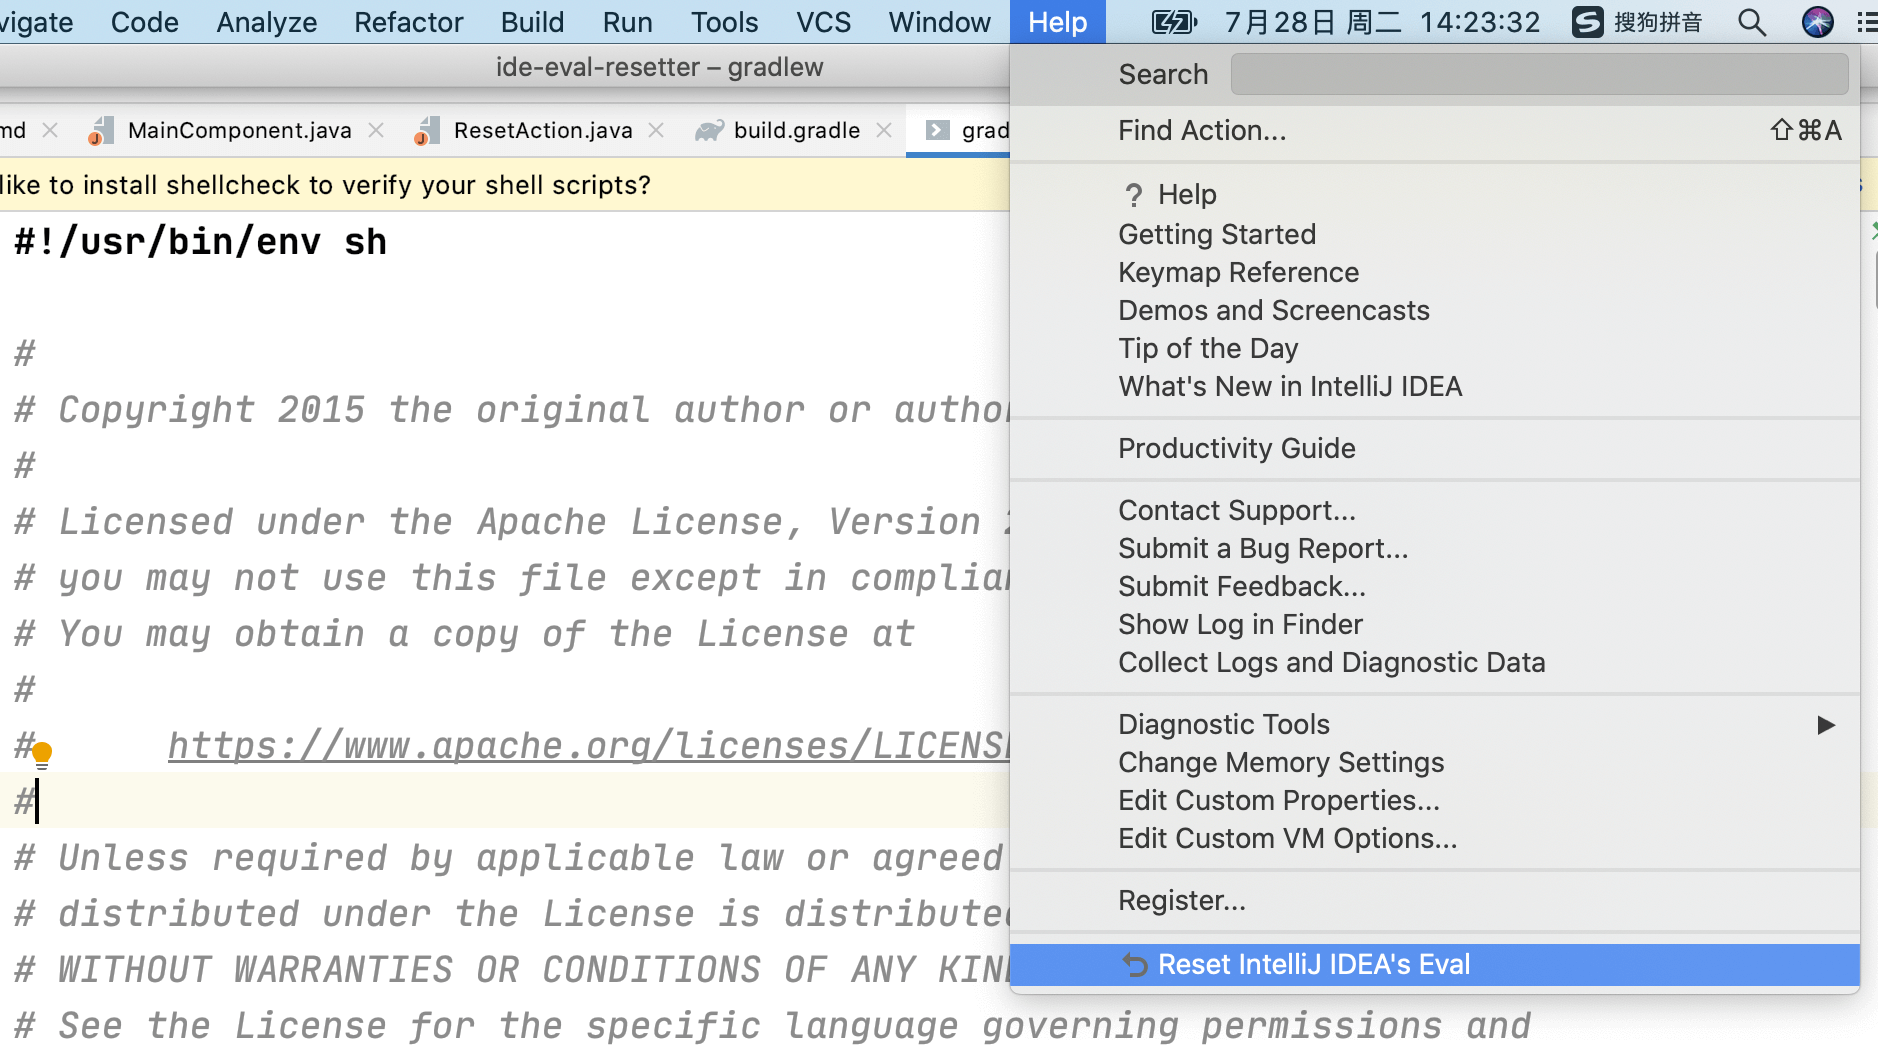 vigate Code Analyze Refactor Build Run Tools VCS Window Help 7月28日 周二 14:23:32 搜狗拼音
ide-eval-resetter – gradlew
md MainComponent.java ResetAction.java build.gradle grad
like to install shellcheck to verify your shell scripts?
#!/usr/bin/env sh
#
# Copyright 2015 the original author or author
#
# Licensed under the Apache License, Version
# you may not use this file except in complian
# You may obtain a copy of the License at
#
# https://www.apache.org/licenses/LICENSE
#
# Unless required by applicable law or agreed
# distributed under the License is distributed
# WITHOUT WARRANTIES OR CONDITIONS OF ANY KIND
# See the License for the specific language governing permissions and
Search
Find Action... ⇧⌘A
? Help
Getting Started
Keymap Reference
Demos and Screencasts
Tip of the Day
What's New in IntelliJ IDEA
Productivity Guide
Contact Support...
Submit a Bug Report...
Submit Feedback...
Show Log in Finder
Collect Logs and Diagnostic Data
Diagnostic Tools
Change Memory Settings
Edit Custom Properties...
Edit Custom VM Options...
Register...
Reset IntelliJ IDEA's Eval